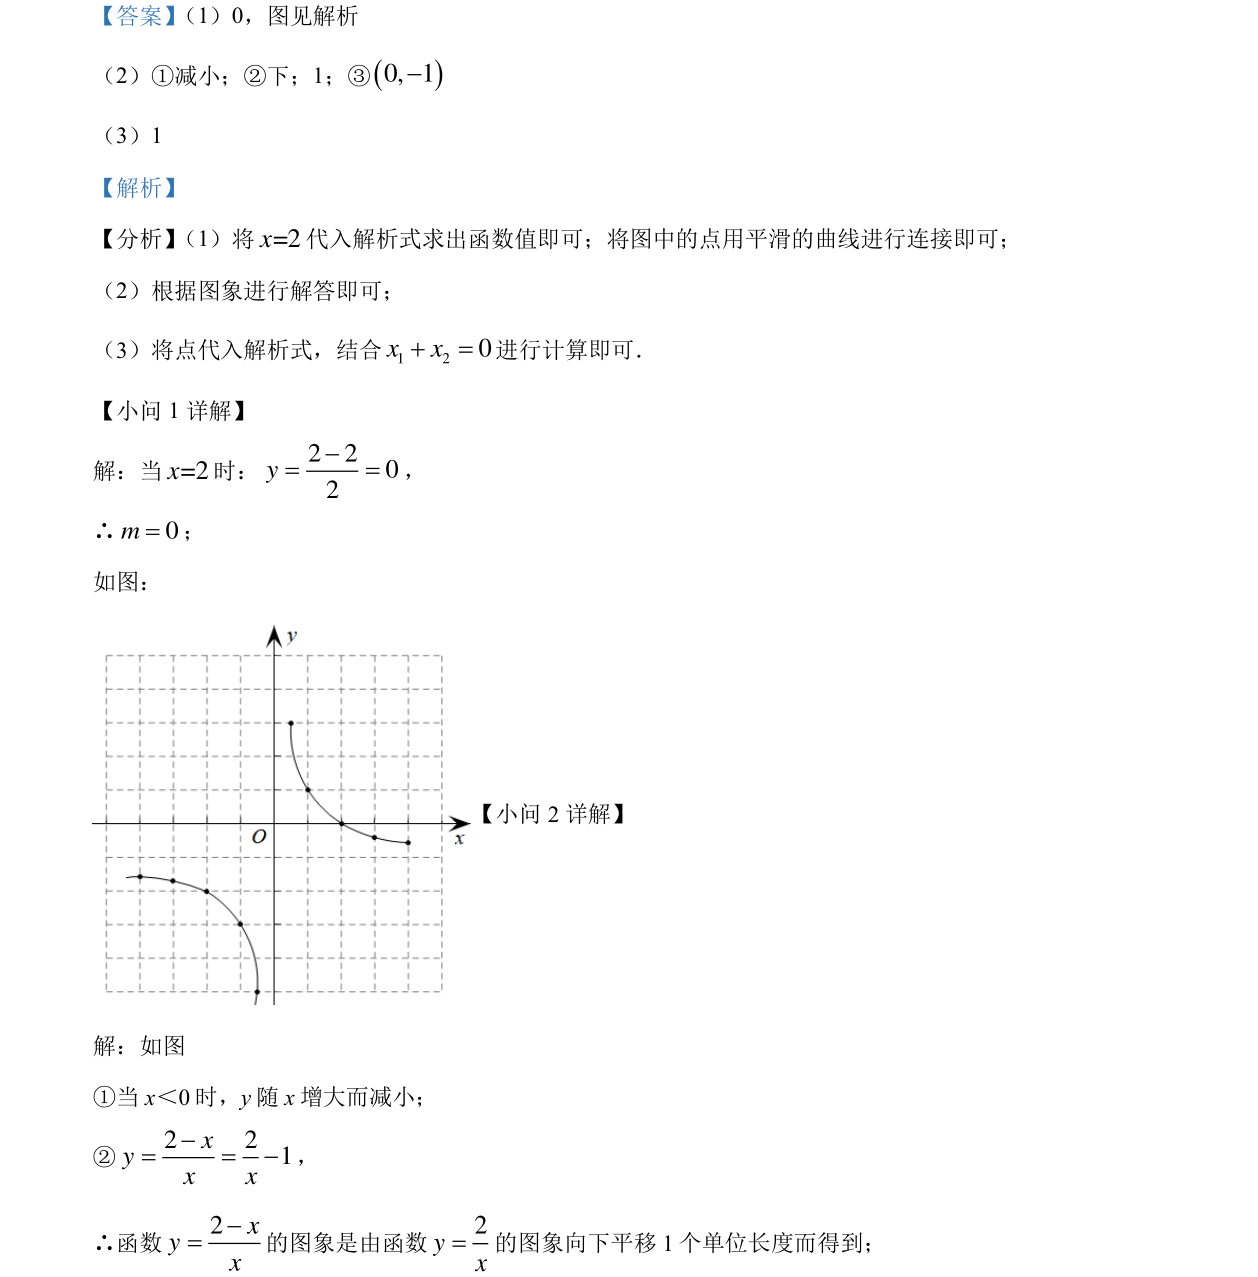 【答案】（1）0，图见解析
（2）①减小；②下；1；③(0,−1)
（3）1
【解析】
【分析】（1）将 x=2 代入解析式求出函数值即可；将图中的点用平滑的曲线进行连接即可；
（2）根据图象进行解答即可；
（3）将点代入解析式，结合 x₁ + x₂ = 0 进行计算即可．
【小问 1 详解】
解：当 x=2 时： y = (2−2)/2 = 0，
∴ m = 0；
如图：
y
O
x
【小问 2 详解】
解：如图
①当 x＜0 时，y 随 x 增大而减小；
② y = (2−x)/x = 2/x −1，
∴函数 y = (2−x)/x 的图象是由函数 y = 2/x 的图象向下平移 1 个单位长度而得到；